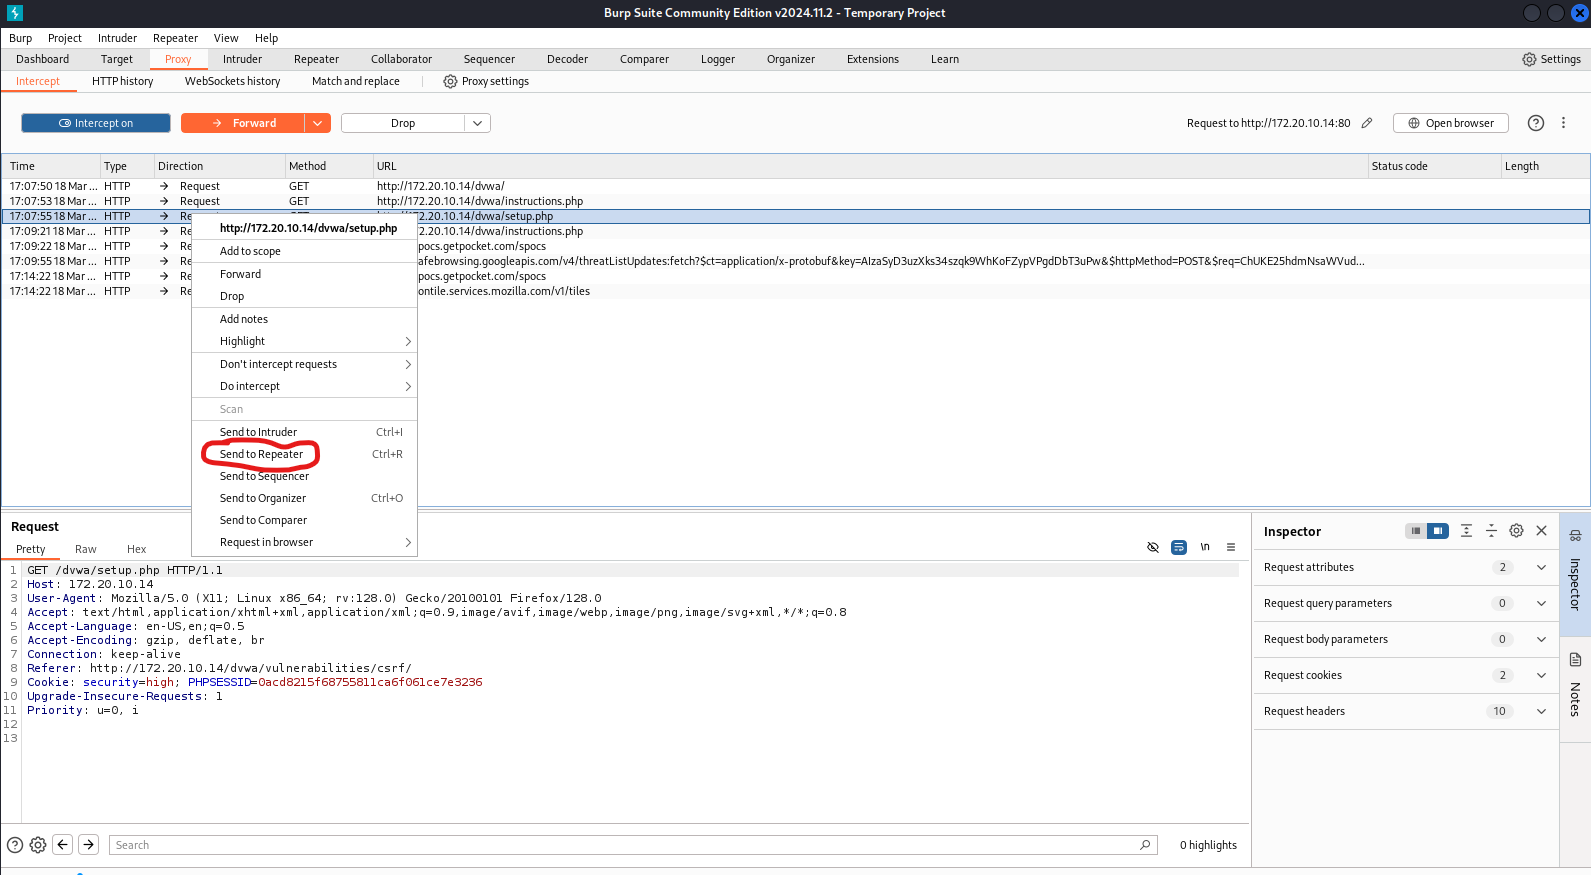 Burp Suite Community Edition v2024.11.2 - Temporary Project
Burp Project Intruder Repeater View Help
Dashboard Target Proxy Intruder Repeater Collaborator Sequencer Decoder Comparer Logger Organizer Extensions Learn Settings
Intercept HTTP history WebSockets history Match and replace Proxy settings
Intercept on Forward Drop Request to http://172.20.10.14:80 Open browser
Time Type Direction Method URL Status code Length
17:07:50 18 Mar ... HTTP → Request GET http://172.20.10.14/dvwa/
17:07:53 18 Mar ... HTTP → Request GET http://172.20.10.14/dvwa/instructions.php
17:07:55 18 Mar ... HTTP → Re 172.20.10.14/dvwa/setup.php
17:09:21 18 Mar ... HTTP → Re 172.20.10.14/dvwa/instructions.php
17:09:22 18 Mar ... HTTP → Re pocs.getpocket.com/spocs
17:09:55 18 Mar ... HTTP → Re afebrowsing.googleapis.com/v4/threatListUpdates:fetch?$ct=application/x-protobuf&key=AIzaSyD3uzXks34szqk9WhKoFZypVPgdDbT3uPw&$httpMethod=POST&$req=ChUKE25hdmNsaWVud...
17:14:22 18 Mar ... HTTP → Re pocs.getpocket.com/spocs
17:14:22 18 Mar ... HTTP → Re ontile.services.mozilla.com/v1/tiles
http://172.20.10.14/dvwa/setup.php
Add to scope
Forward
Drop
Add notes
Highlight
Don't intercept requests
Do intercept
Scan
Send to Intruder Ctrl+I
Send to Repeater Ctrl+R
Send to Sequencer
Send to Organizer Ctrl+O
Send to Comparer
Request in browser
Request
Pretty Raw Hex \n
1 GET /dvwa/setup.php HTTP/1.1
2 Host: 172.20.10.14
3 User-Agent: Mozilla/5.0 (X11; Linux x86_64; rv:128.0) Gecko/20100101 Firefox/128.0
4 Accept: text/html,application/xhtml+xml,application/xml;q=0.9,image/avif,image/webp,image/png,image/svg+xml,*/*;q=0.8
5 Accept-Language: en-US,en;q=0.5
6 Accept-Encoding: gzip, deflate, br
7 Connection: keep-alive
8 Referer: http://172.20.10.14/dvwa/vulnerabilities/csrf/
9 Cookie: security=high; PHPSESSID=0acd8215f68755811ca6f061ce7e3236
10 Upgrade-Insecure-Requests: 1
11 Priority: u=0, i
12
13
Search 0 highlights
Inspector
Request attributes 2
Request query parameters 0
Request body parameters 0
Request cookies 2
Request headers 10
Inspector
Notes